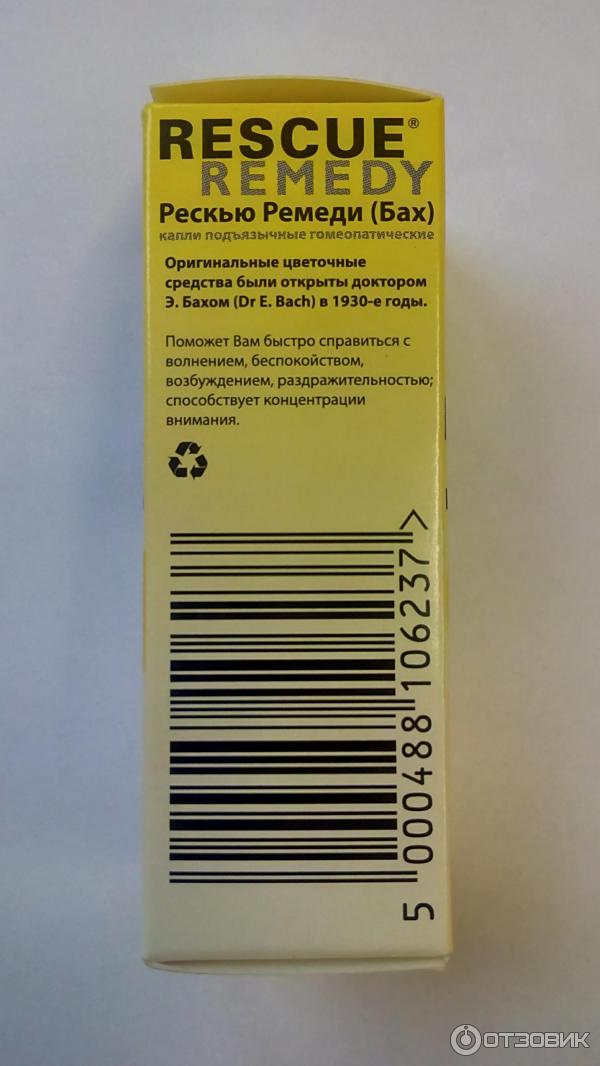 RESCUE®
REMEDY
Рескью Ремеди (Бах)
капли подъязычные гомеопатические
Оригинальные цветочные
средства были открыты доктором
Э. Бахом (Dr E. Bach) в 1930-е годы.
Поможет Вам быстро справиться с
волнением, беспокойством,
возбуждением, раздражительностью;
способствует концентрации
внимания.
5 000488 106237 >
ОТЗОВИК